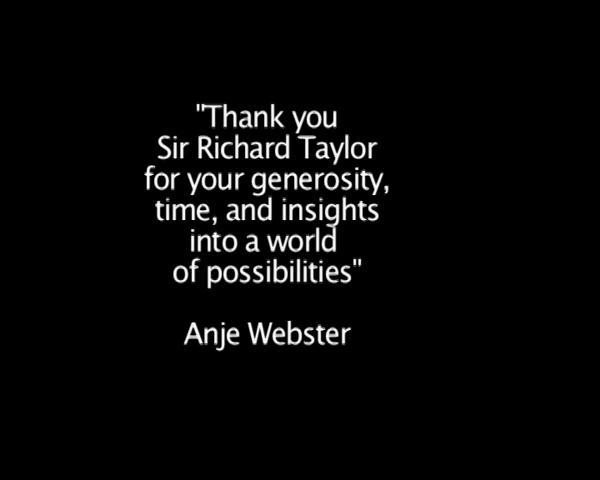 "Thank you
Sir Richard Taylor
for your generosity,
time, and insights
into a world
of possibilities"
Anje Webster